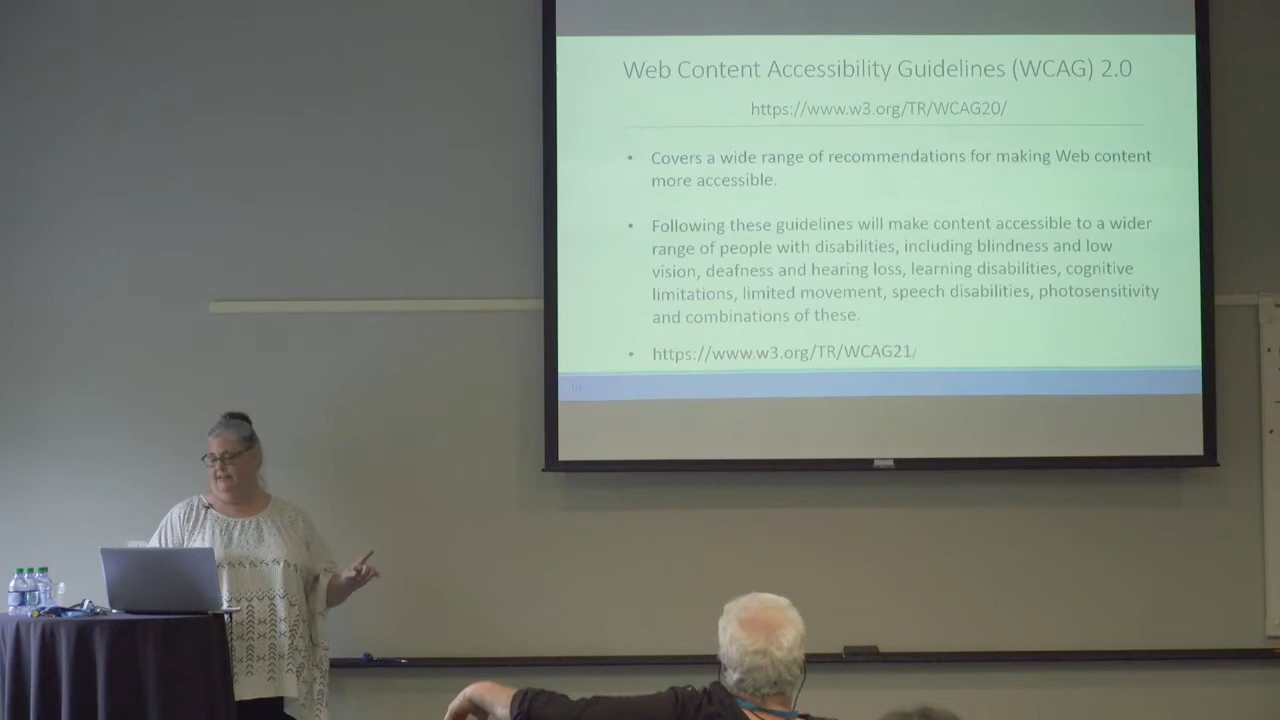 Web Content Accessibility Guidelines (WCAG) 2.0
https://www.w3.org/TR/WCAG20/
• Covers a wide range of recommendations for making Web content
more accessible.
• Following these guidelines will make content accessible to a wider
range of people with disabilities, including blindness and low
vision, deafness and hearing loss, learning disabilities, cognitive
limitations, limited movement, speech disabilities, photosensitivity
and combinations of these.
• https://www.w3.org/TR/WCAG21/